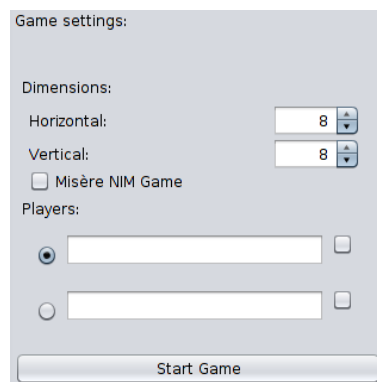 Game settings:
Dimensions:
Horizontal: 8
Vertical: 8
Misère NIM Game
Players:
Start Game